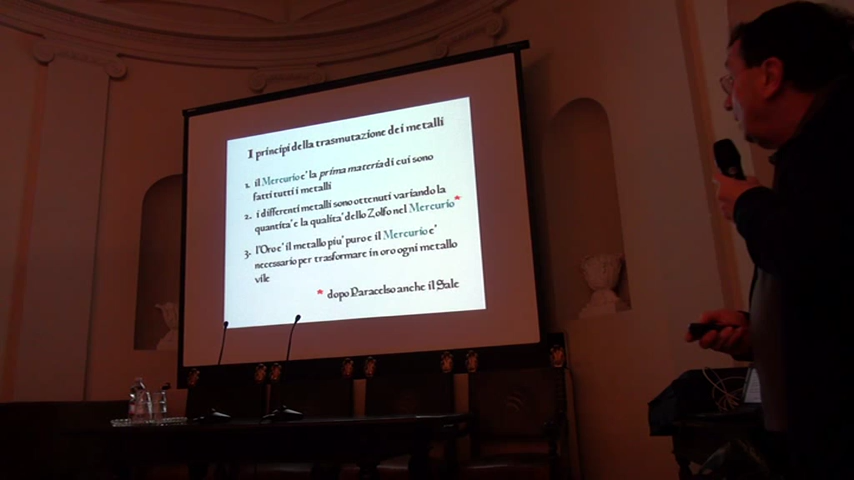 I principi della trasmutazione dei metalli
1. il Mercurio e' la prima materia di cui sono
fatti tutti i metalli
2. i differenti metalli sono ottenuti variando la
quantita' e la qualita' dello Zolfo nel Mercurio*
3. l'Oro e' il metallo piu' puro e il Mercurio e'
necessario per trasformare in oro ogni metallo
vile
* dopo Paracelso anche il Sale